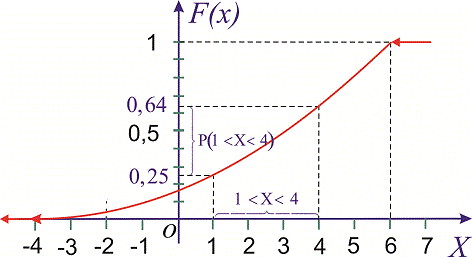 F(x)
1
0,64
0,5
P(1 <X< 4)
0,25
1 <X< 4
o
-4 -3 -2 -1 1 2 3 4 5 6 7 X